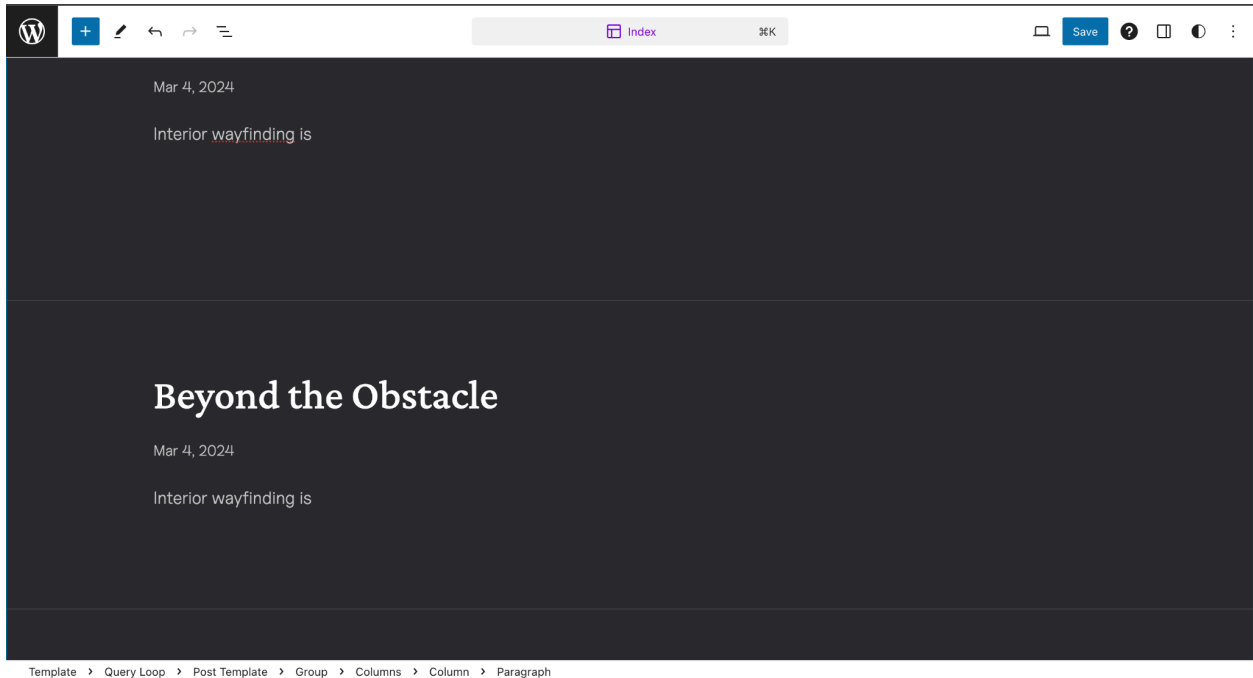 Index ⌘K Save
Mar 4, 2024
Interior wayfinding is
Beyond the Obstacle
Mar 4, 2024
Interior wayfinding is
Template > Query Loop > Post Template > Group > Columns > Column > Paragraph